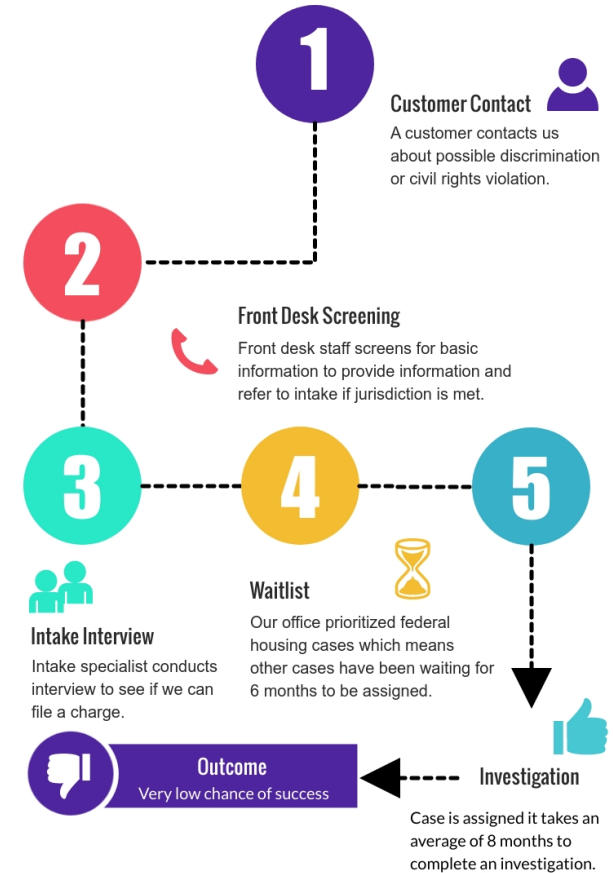 1
Customer Contact
A customer contacts us
about possible discrimination
or civil rights violation.
2
Front Desk Screening
Front desk staff screens for basic
information to provide information and
refer to intake if jurisdiction is met.
3
4
5
Intake Interview
Intake specialist conducts
interview to see if we can
file a charge.
Waitlist
Our office prioritized federal
housing cases which means
other cases have been waiting for
6 months to be assigned.
Investigation
Case is assigned it takes an
average of 8 months to
complete an investigation.
Outcome
Very low chance of success